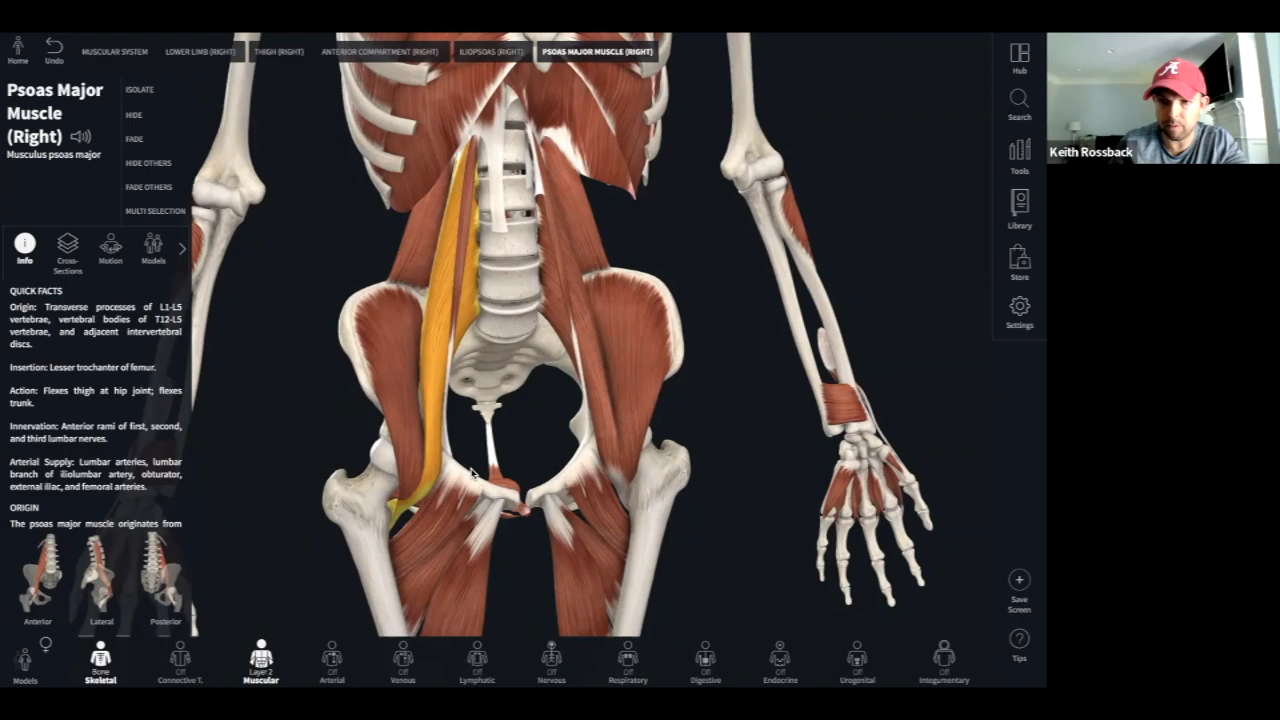 Home
Undo
MUSCULAR SYSTEM
LOWER LIMB (RIGHT)
THIGH (RIGHT)
ANTERIOR COMPARTMENT (RIGHT)
ILIOPSOAS (RIGHT)
PSOAS MAJOR MUSCLE (RIGHT)
Psoas Major
Muscle
(Right)
Musculus psoas major
ISOLATE
HIDE
FADE
HIDE OTHERS
FADE OTHERS
MULTI SELECTION
Info
Cross-
Sections
Motion
Models
QUICK FACTS
Origin: Transverse processes of L1-L5
vertebrae, vertebral bodies of T12-L5
vertebrae, and adjacent intervertebral
discs.
Insertion: Lesser trochanter of femur.
Action: Flexes thigh at hip joint; flexes
trunk.
Innervation: Anterior rami of first, second,
and third lumbar nerves.
Arterial Supply: Lumbar arteries, lumbar
branch of iliolumbar artery, obturator,
external iliac, and femoral arteries.
ORIGIN
The psoas major muscle originates from
Anterior
Lateral
Posterior
Hub
Search
Tools
Library
Store
Settings
Save
Screen
Tips
A
Keith Rossback
Models
Bone
Skeletal
Off
Connective T.
Layer 2
Muscular
Off
Arterial
Off
Venous
Off
Lymphatic
Off
Nervous
Off
Respiratory
Off
Digestive
Off
Endocrine
Off
Urogenital
Off
Integumentary